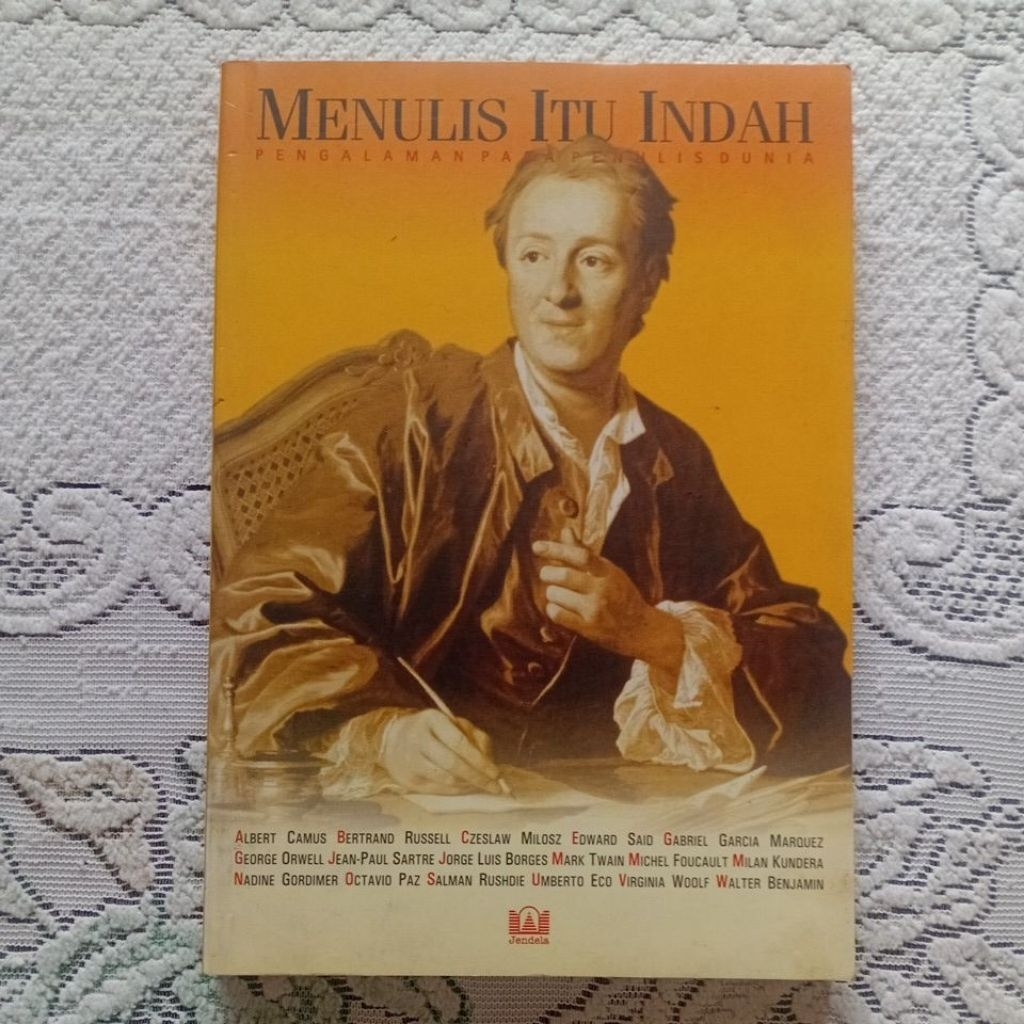 MENULIS ITU INDAH
PENGALAMAN PARA PENULIS DUNIA
ALBERT CAMUS BERTRAND RUSSELL CZESLAW MILOSZ EDWARD SAID GABRIEL GARCIA MARQUEZ
GEORGE ORWELL JEAN-PAUL SARTRE JORGE LUIS BORGES MARK TWAIN MICHEL FOUCAULT MILAN KUNDERA
NADINE GORDIMER OCTAVIO PAZ SALMAN RUSHDIE UMBERTO ECO VIRGINIA WOOLF WALTER BENJAMIN
Jendela